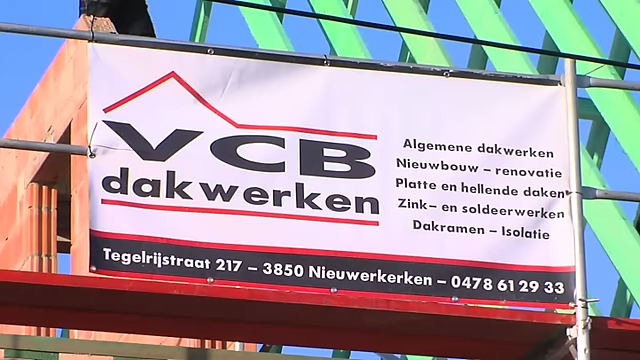 VCB
dakwerken
Algemene dakwerken
Nieuwbouw – renovatie
Platte en hellende daken
Zink– en soldeerwerken
Dakramen – Isolatie
Tegelrijstraat 217 – 3850 Nieuwerkerken – 0478 61 29 33